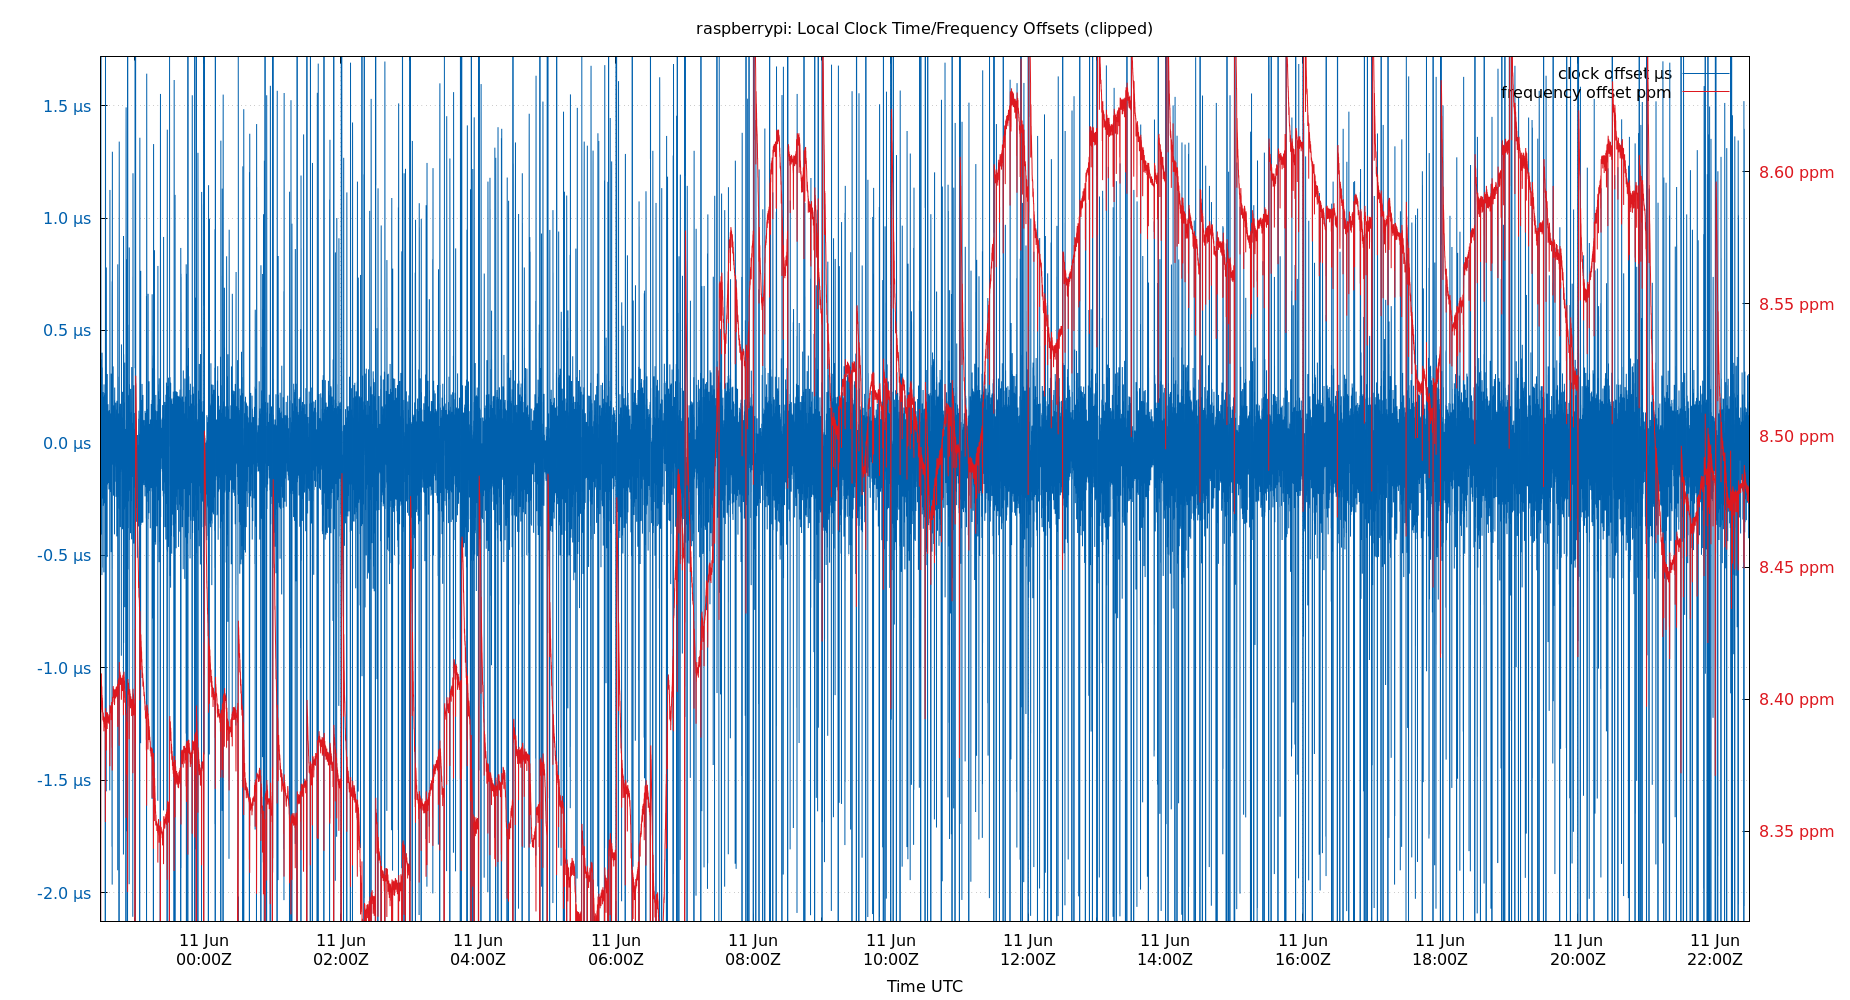 raspberrypi: Local Clock Time/Frequency Offsets (clipped)
clock offset µs
frequency offset ppm
1.5 µs
1.0 µs
0.5 µs
0.0 µs
-0.5 µs
-1.0 µs
-1.5 µs
-2.0 µs
8.60 ppm
8.55 ppm
8.50 ppm
8.45 ppm
8.40 ppm
8.35 ppm
11 Jun 11 Jun 11 Jun 11 Jun 11 Jun 11 Jun 11 Jun 11 Jun 11 Jun 11 Jun 11 Jun 11 Jun
00:00Z 02:00Z 04:00Z 06:00Z 08:00Z 10:00Z 12:00Z 14:00Z 16:00Z 18:00Z 20:00Z 22:00Z
Time UTC